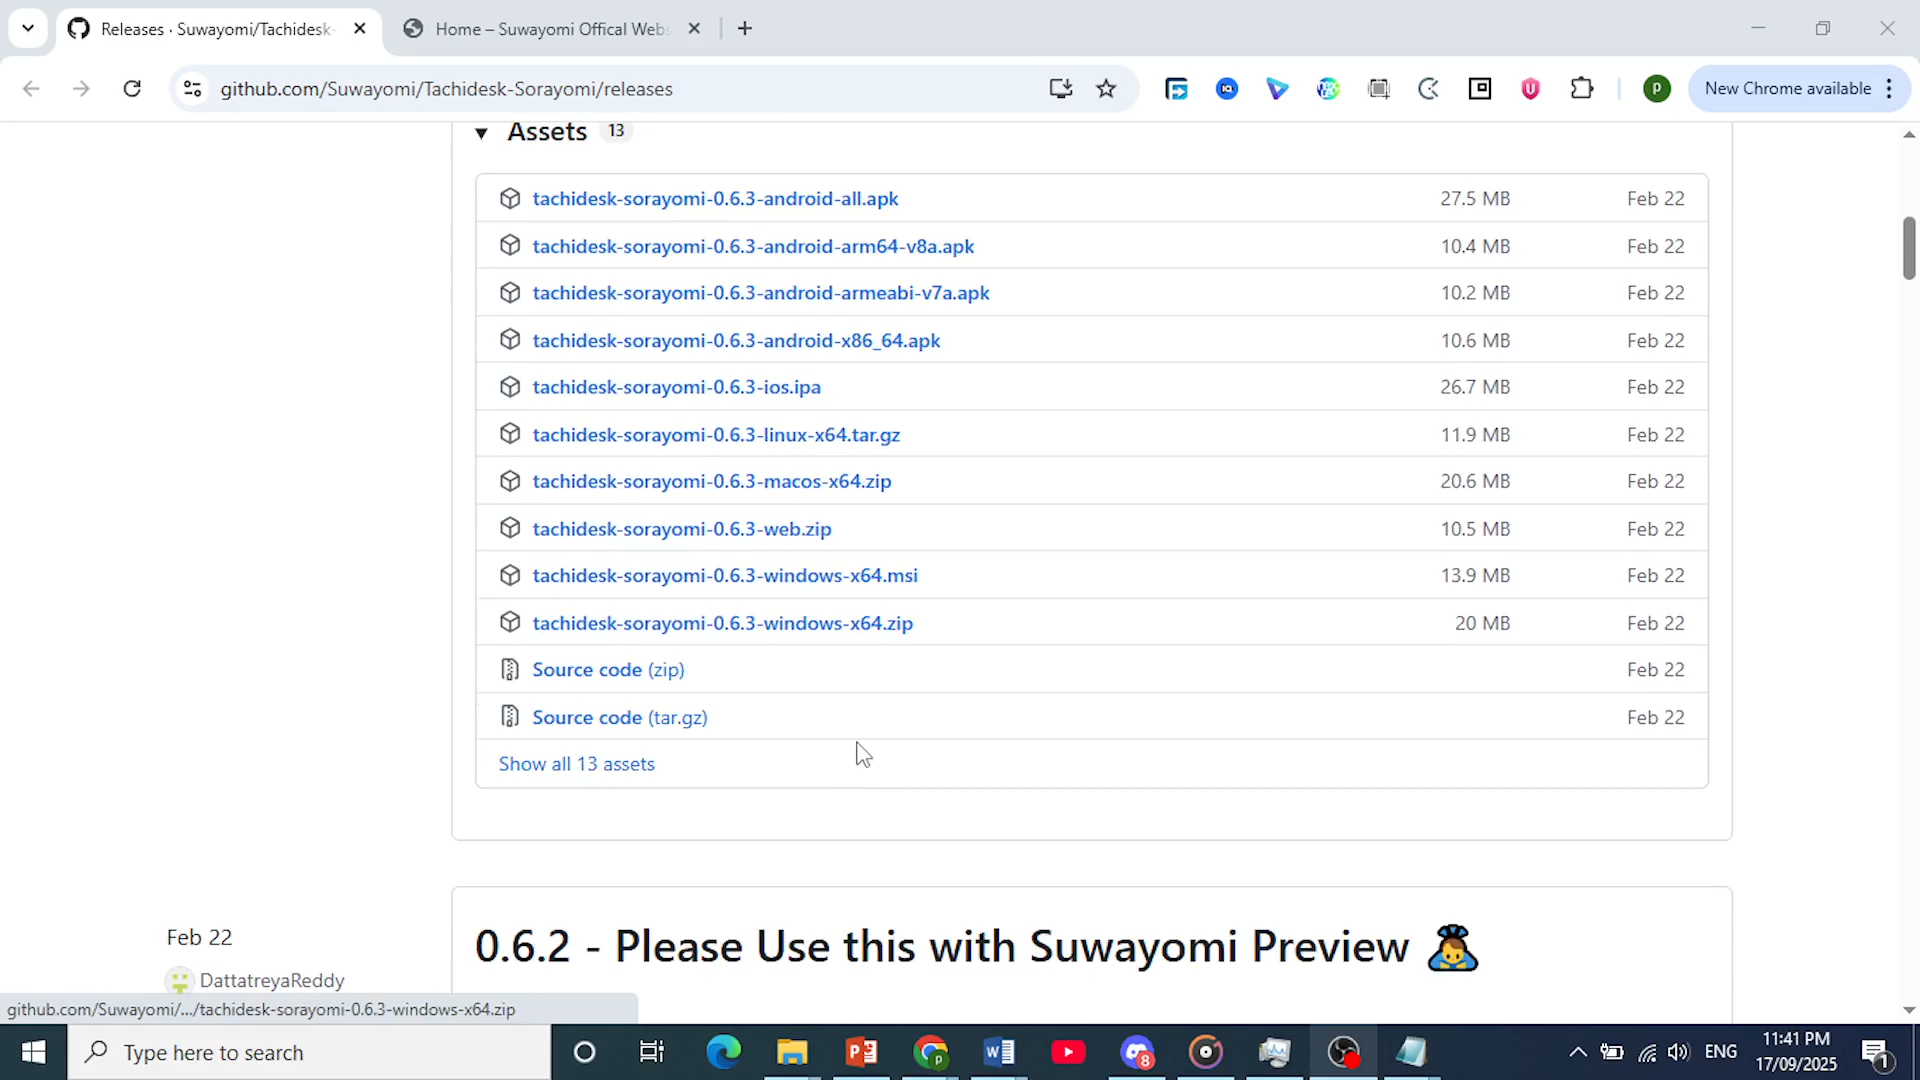 Releases · Suwayomi/Tachidesk-
Home – Suwayomi Offical Webs
github.com/Suwayomi/Tachidesk-Sorayomi/releases
New Chrome available
Assets 13
tachidesk-sorayomi-0.6.3-android-all.apk 27.5 MB Feb 22
tachidesk-sorayomi-0.6.3-android-arm64-v8a.apk 10.4 MB Feb 22
tachidesk-sorayomi-0.6.3-android-armeabi-v7a.apk 10.2 MB Feb 22
tachidesk-sorayomi-0.6.3-android-x86_64.apk 10.6 MB Feb 22
tachidesk-sorayomi-0.6.3-ios.ipa 26.7 MB Feb 22
tachidesk-sorayomi-0.6.3-linux-x64.tar.gz 11.9 MB Feb 22
tachidesk-sorayomi-0.6.3-macos-x64.zip 20.6 MB Feb 22
tachidesk-sorayomi-0.6.3-web.zip 10.5 MB Feb 22
tachidesk-sorayomi-0.6.3-windows-x64.msi 13.9 MB Feb 22
tachidesk-sorayomi-0.6.3-windows-x64.zip 20 MB Feb 22
Source code (zip) Feb 22
Source code (tar.gz) Feb 22
Show all 13 assets
Feb 22
DattatreyaReddy
0.6.2 - Please Use this with Suwayomi Preview 🙇
github.com/Suwayomi/.../tachidesk-sorayomi-0.6.3-windows-x64.zip
Type here to search
ENG
11:41 PM
17/09/2025